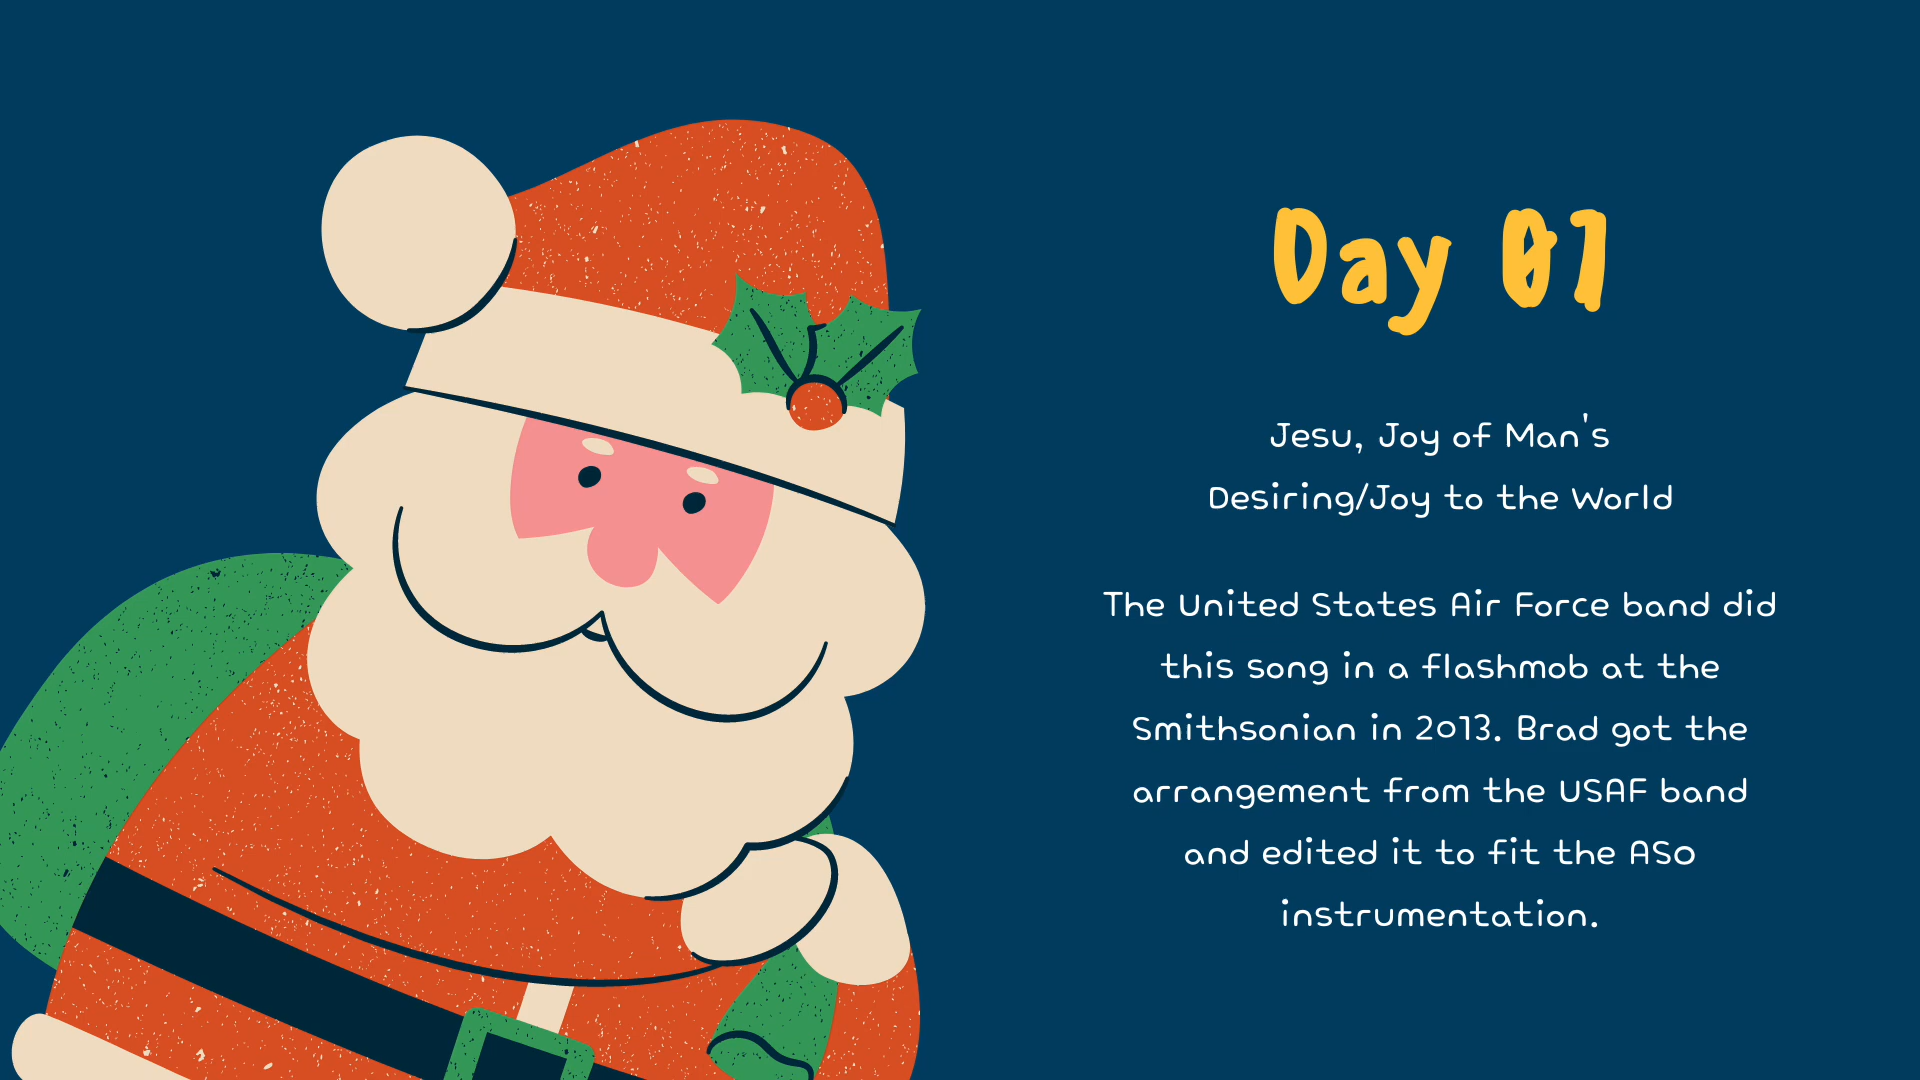 Day 01
Jesu, Joy of Man's
Desiring/Joy to the World
The United States Air Force band did
this song in a flashmob at the
Smithsonian in 2013. Brad got the
arrangement from the USAF band
and edited it to fit the ASO
instrumentation.